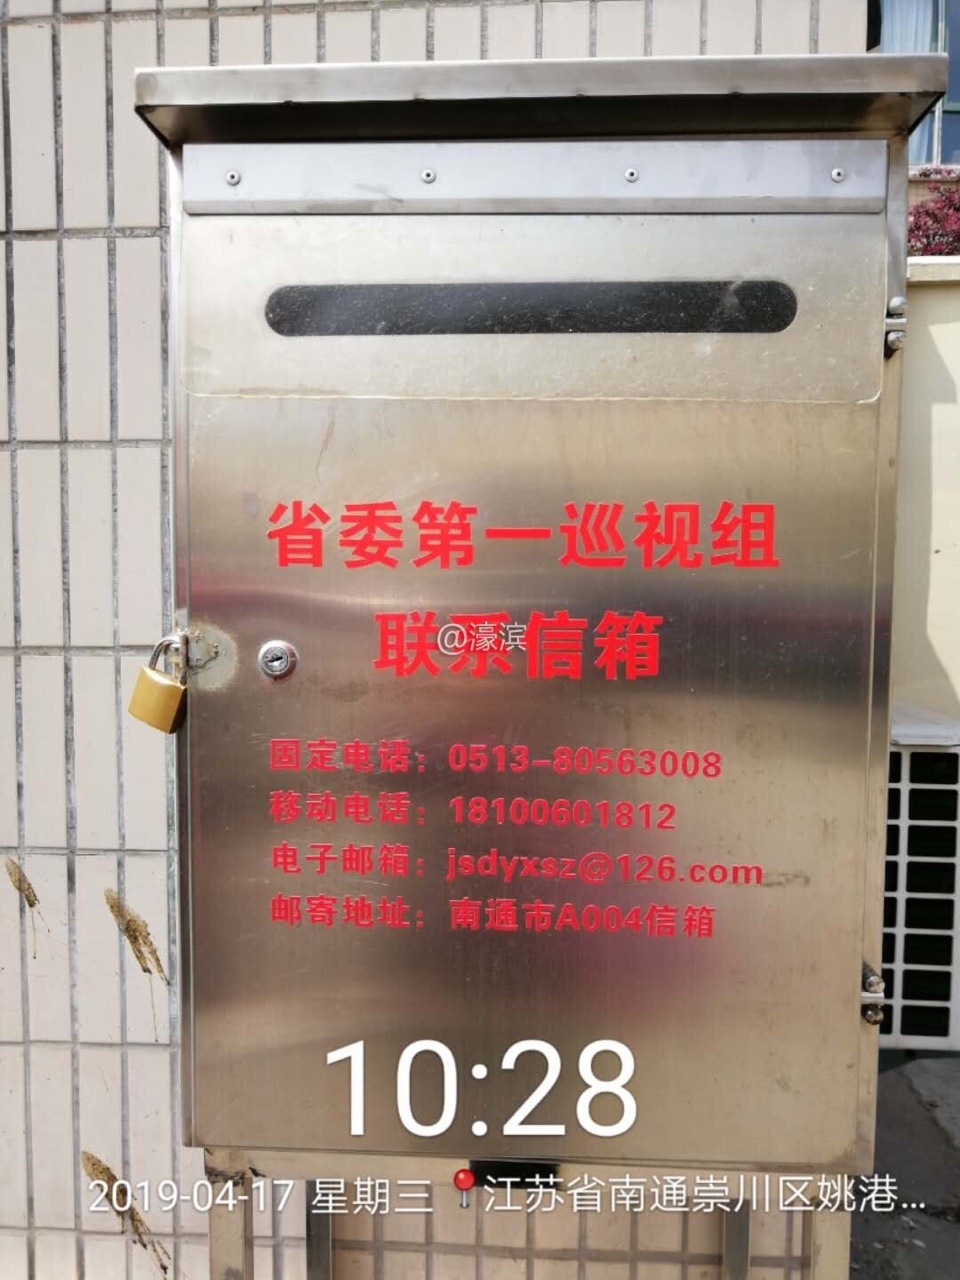 省委第一巡视组
联系信箱
@濠滨
固定电话：0513-80563008
移动电话：18100601812
电子邮箱：jsdyxsz@126.com
邮寄地址：南通市A004信箱
10:28
2019-04-17 星期三 江苏省南通崇川区姚港...